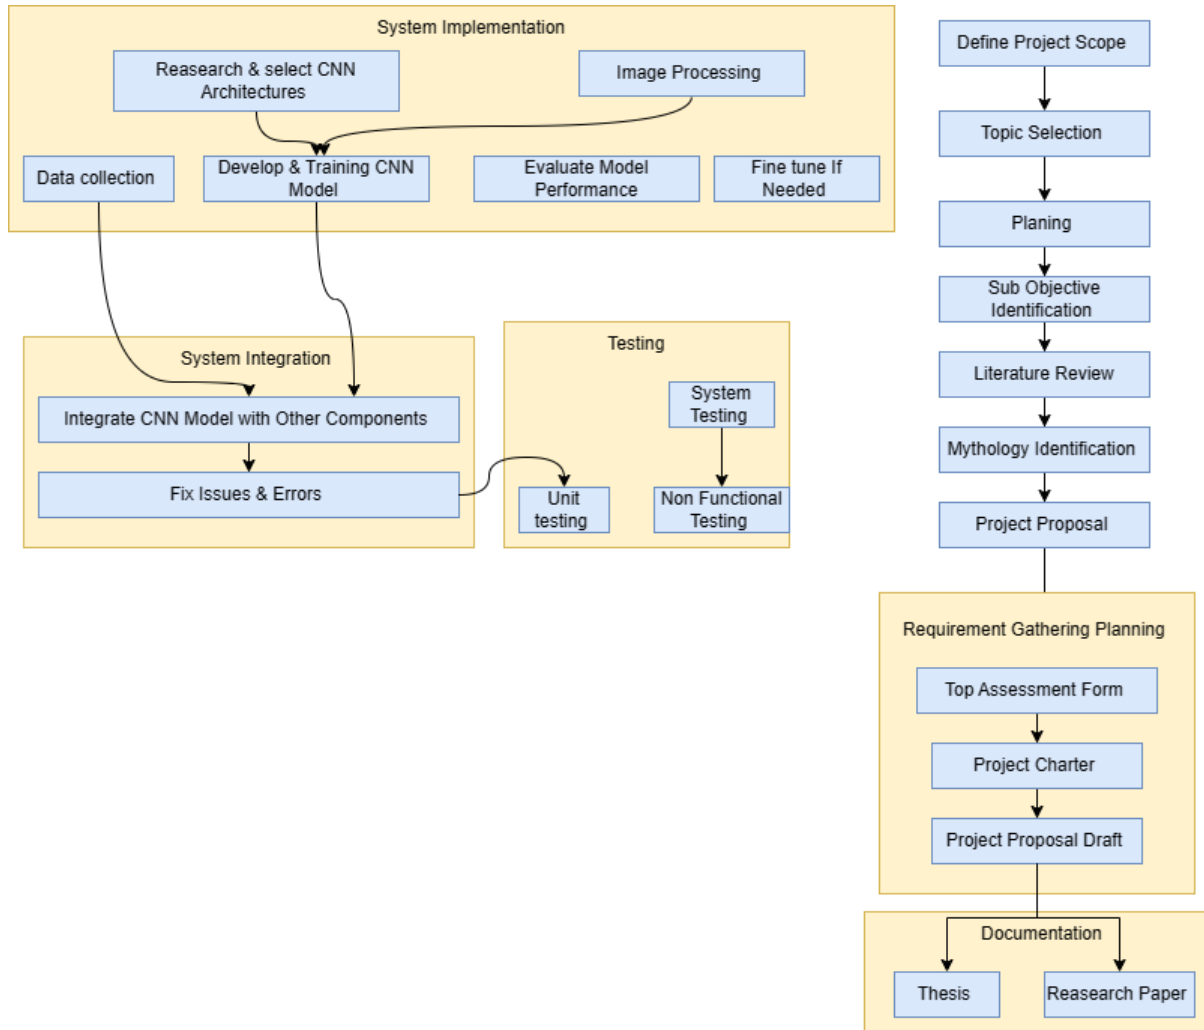 System Implementation
Reasearch & select CNN
Architectures
Image Processing
Data collection
Develop & Training CNN
Model
Evaluate Model
Performance
Fine tune If
Needed
System Integration
Integrate CNN Model with Other Components
Fix Issues & Errors
Testing
System
Testing
Unit
testing
Non Functional
Testing
Define Project Scope
Topic Selection
Planing
Sub Objective
Identification
Literature Review
Mythology Identification
Project Proposal
Requirement Gathering Planning
Top Assessment Form
Project Charter
Project Proposal Draft
Documentation
Thesis
Reasearch Paper